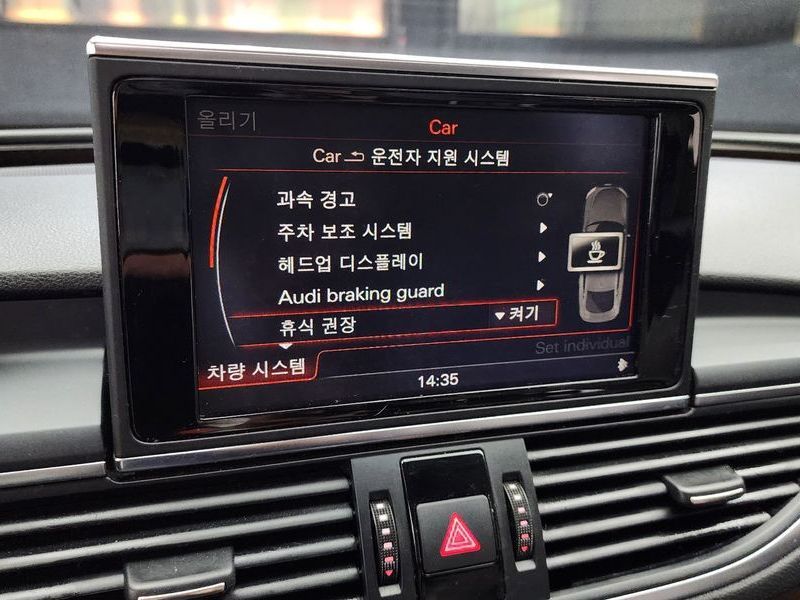 올리기
Car
Car 운전자 지원 시스템
과속 경고
주차 보조 시스템
헤드업 디스플레이
Audi braking guard
휴식 권장 켜기
Set individual
차량 시스템
14:35